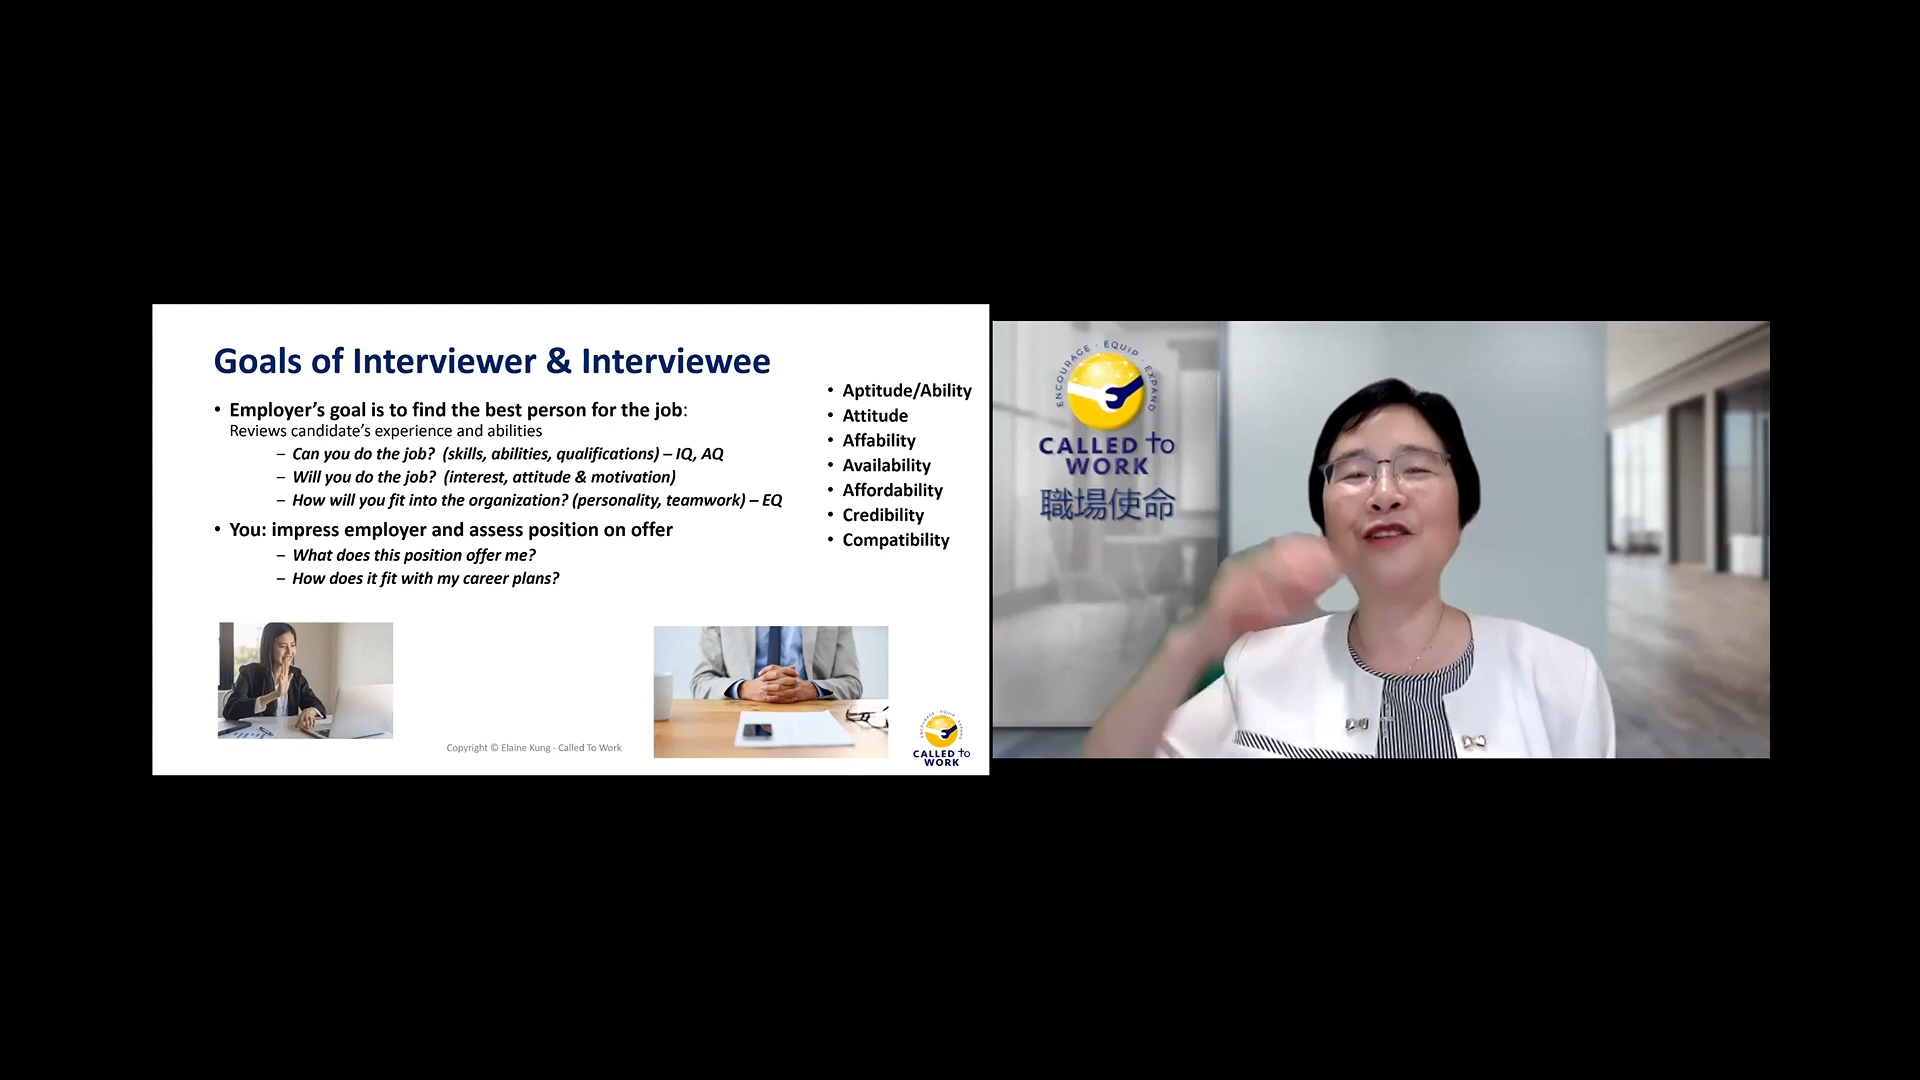 Goals of Interviewer & Interviewee
• Employer’s goal is to find the best person for the job:
Reviews candidate’s experience and abilities
– Can you do the job? (skills, abilities, qualifications) – IQ, AQ
– Will you do the job? (interest, attitude & motivation)
– How will you fit into the organization? (personality, teamwork) – EQ
• You: impress employer and assess position on offer
– What does this position offer me?
– How does it fit with my career plans?
• Aptitude/Ability
• Attitude
• Affability
• Availability
• Affordability
• Credibility
• Compatibility
Copyright © Elaine Kung - Called To Work
ENCOURAGE · EQUIP · EXPAND
CALLED to
WORK
ENCOURAGE · EQUIP · EXPAND
CALLED to
WORK
職場使命